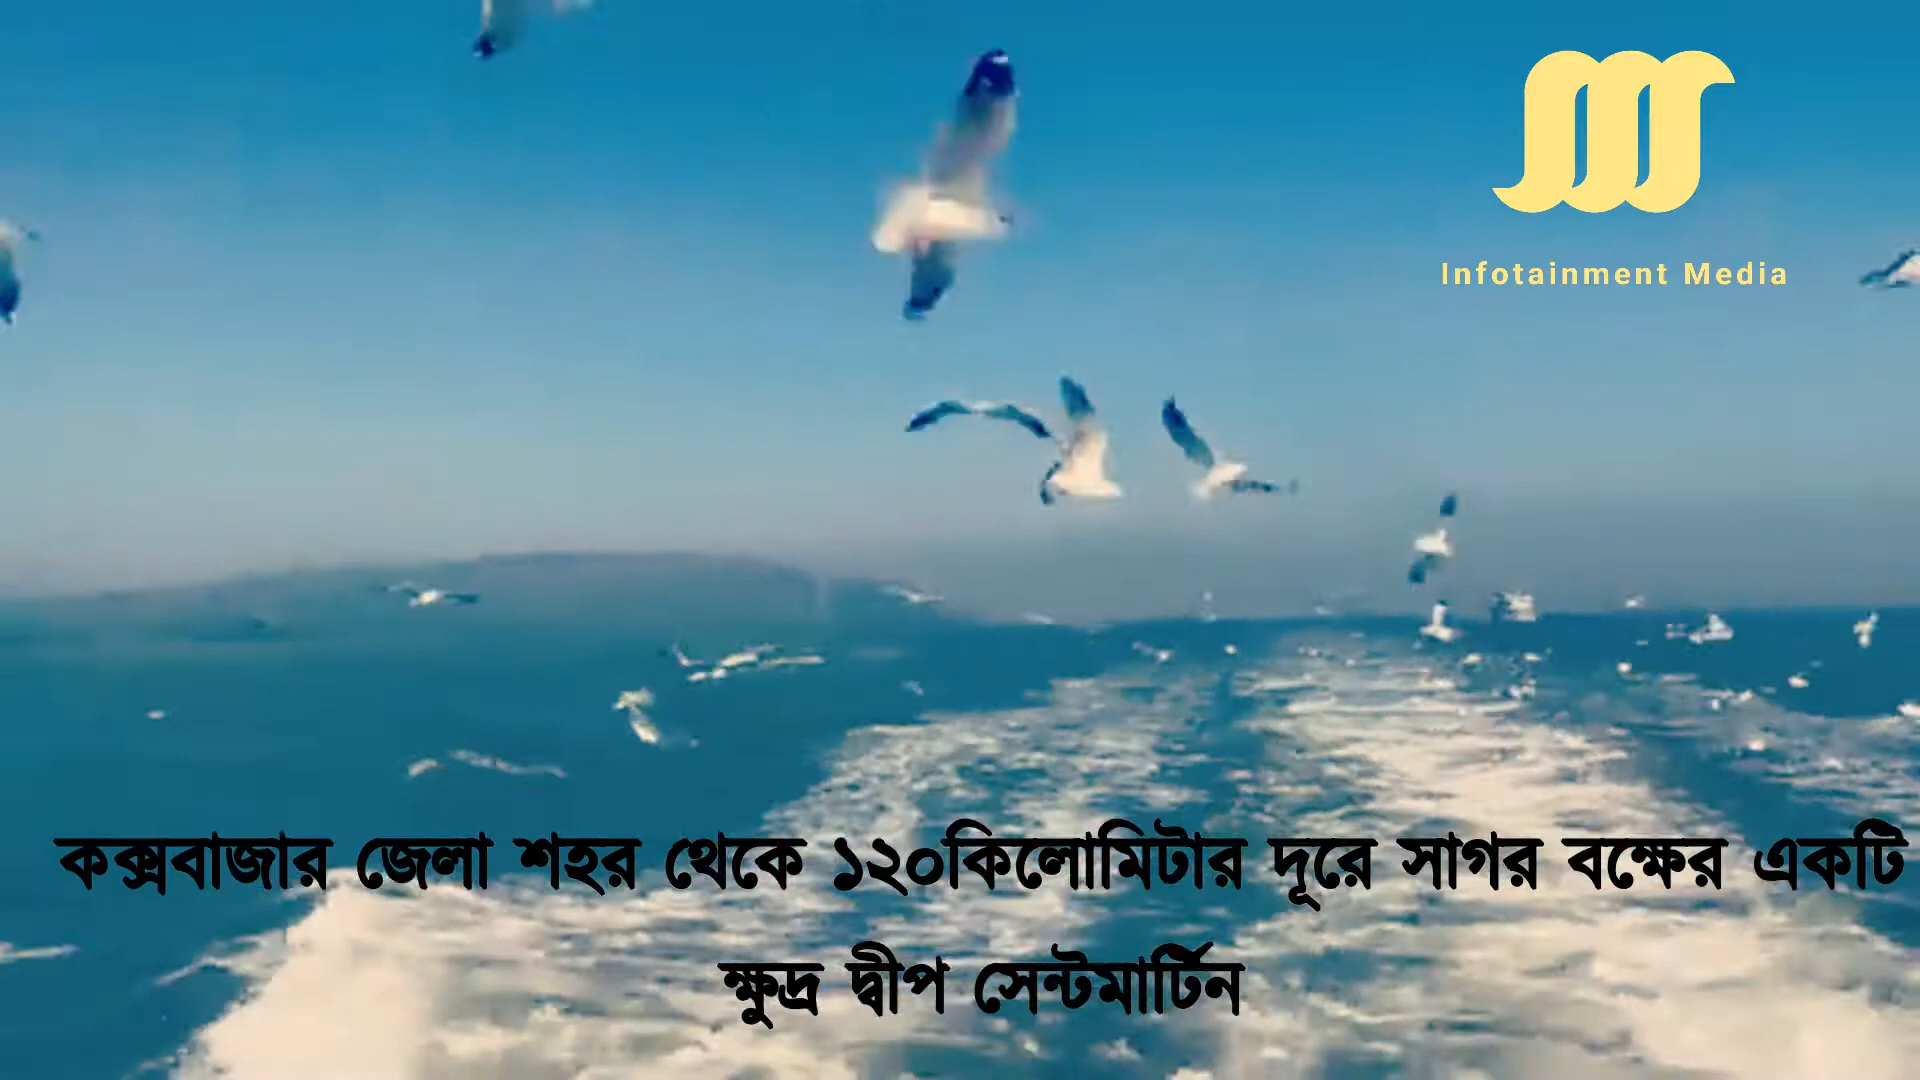 Infotainment Media
কক্সবাজার জেলা শহর থেকে ১২০কিলোমিটার দূরে সাগর বক্ষের একটি
ক্ষুদ্র দ্বীপ সেন্টমার্টিন